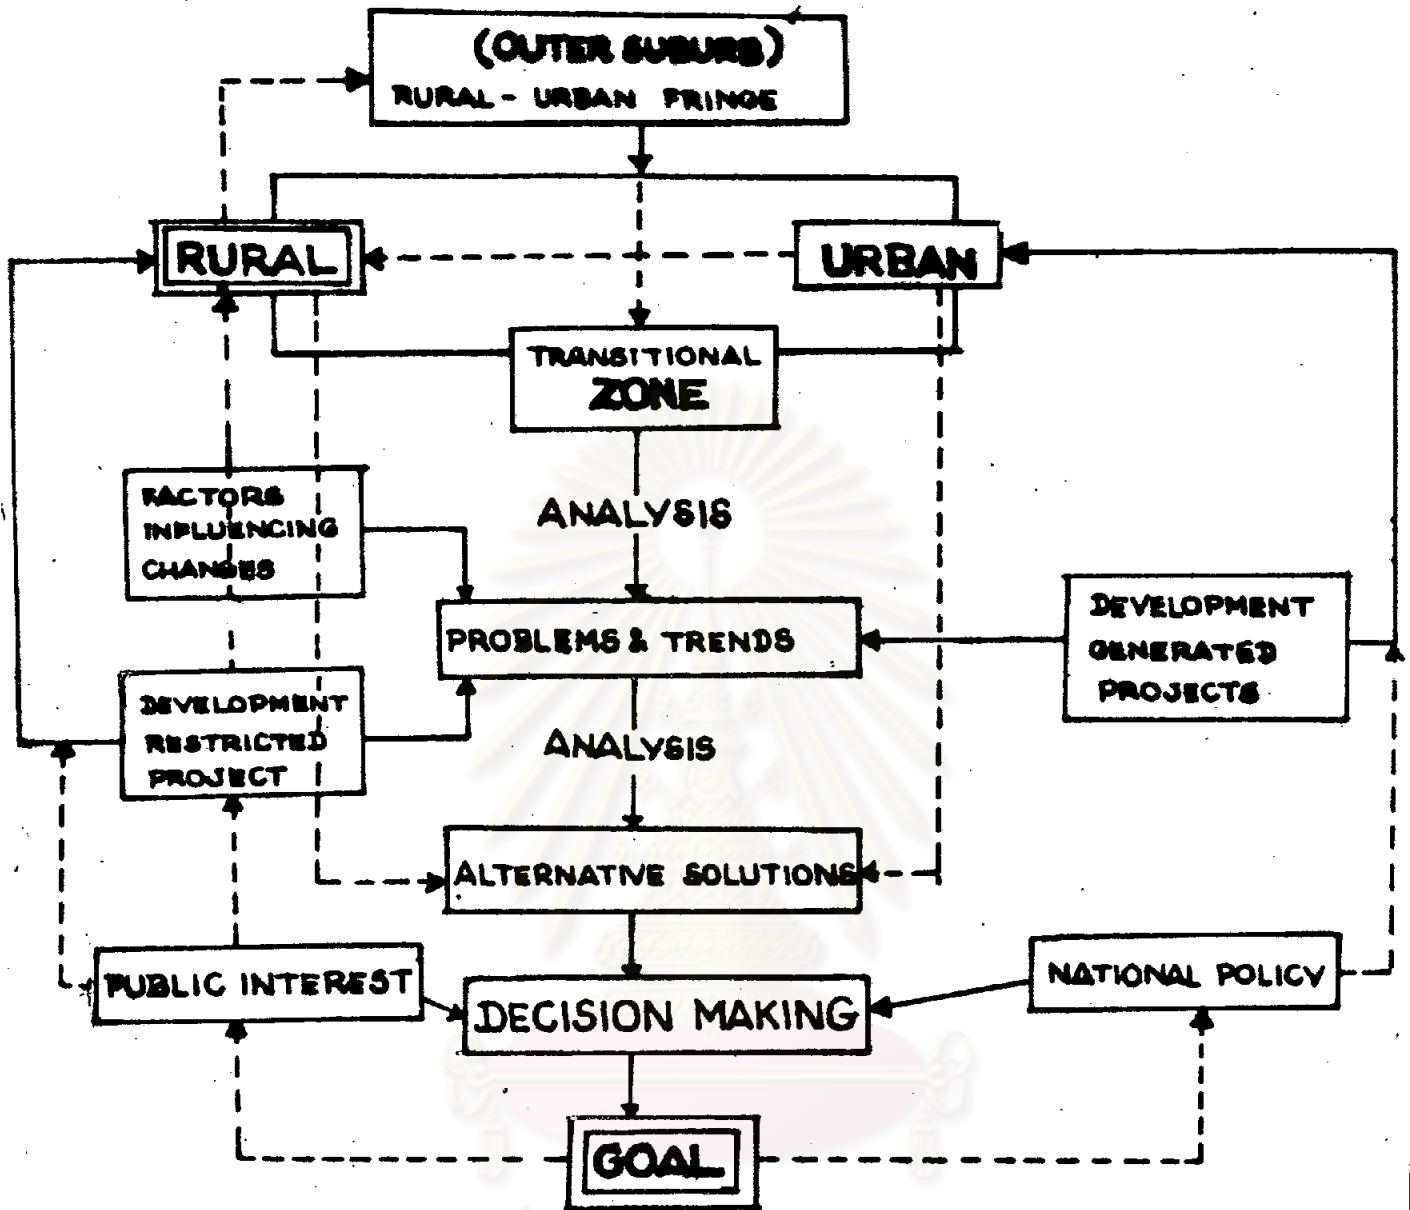 (OUTER SUBURB)
RURAL - URBAN FRINGE
RURAL
URBAN
TRANSITIONAL
ZONE
FACTORS
INFLUENCING
CHANGES
ANALYSIS
PROBLEMS & TRENDS
DEVELOPMENT
GENERATED
PROJECTS
DEVELOPMENT
RESTRICTED
PROJECT
ANALYSIS
ALTERNATIVE SOLUTIONS
PUBLIC INTEREST
DECISION MAKING
NATIONAL POLICY
GOAL